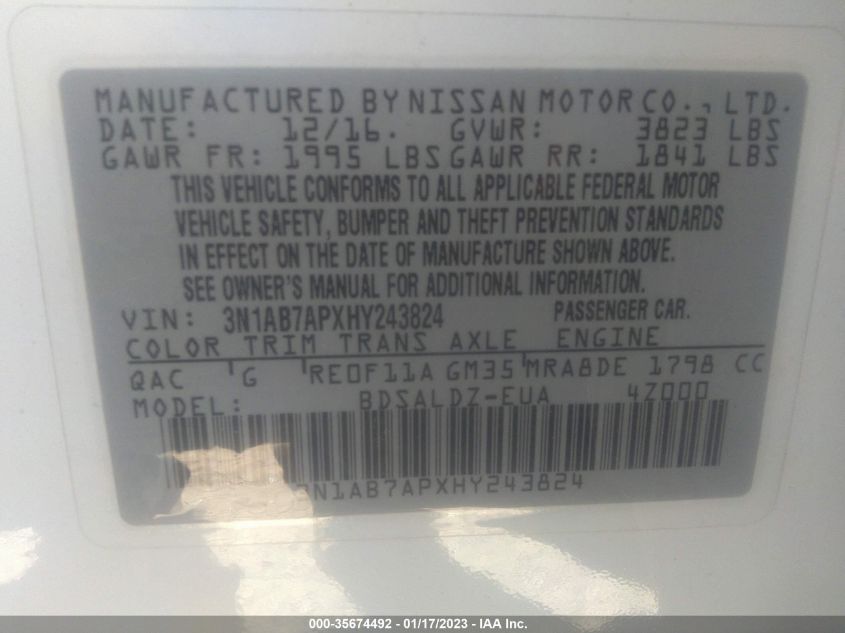 MANUFACTURED BY NISSAN MOTOR CO., LTD.
DATE: 12/16. GVWR: 3823 LBS
GAWR FR: 1995 LBS GAWR RR: 1841 LBS
THIS VEHICLE CONFORMS TO ALL APPLICABLE FEDERAL MOTOR
VEHICLE SAFETY, BUMPER AND THEFT PREVENTION STANDARDS
IN EFFECT ON THE DATE OF MANUFACTURE SHOWN ABOVE.
SEE OWNER'S MANUAL FOR ADDITIONAL INFORMATION.
VIN: 3N1AB7APXHY243824 PASSENGER CAR.
COLOR TRIM TRANS AXLE ENGINE
QAC G RE0F11A GM35 MRA8DE 1798 CC
MODEL: BDSALDZ-EUA 4Z000
3N1AB7APXHY243824
000-35674492 - 01/17/2023 - IAA Inc.